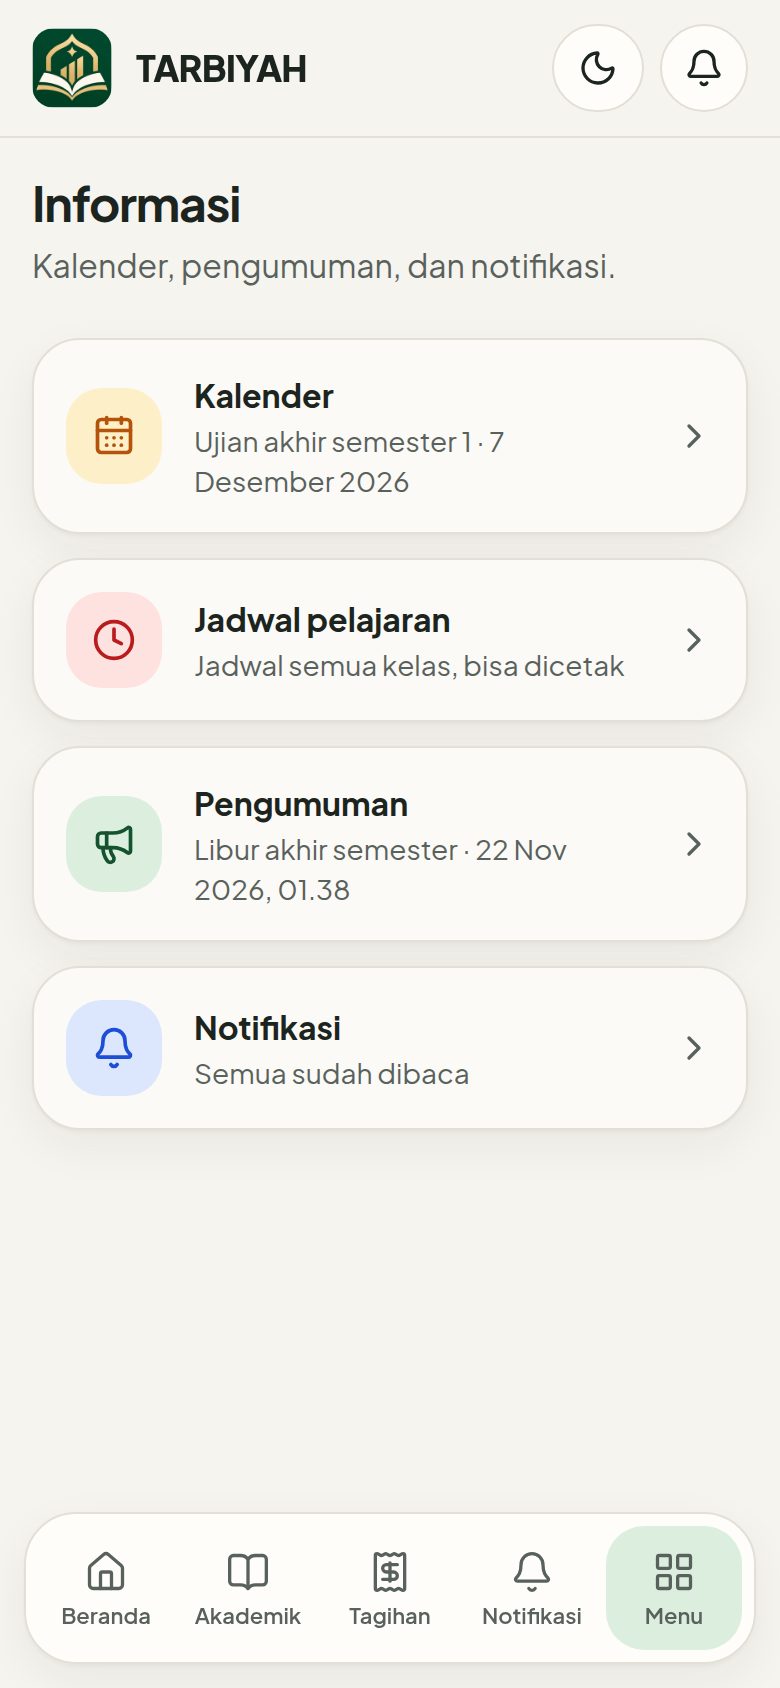 TARBIYAH
Informasi
Kalender, pengumuman, dan notifikasi.
Kalender
Ujian akhir semester 1 · 7
Desember 2026
Jadwal pelajaran
Jadwal semua kelas, bisa dicetak
Pengumuman
Libur akhir semester · 22 Nov
2026, 01.38
Notifikasi
Semua sudah dibaca
Beranda
Akademik
Tagihan
Notifikasi
Menu